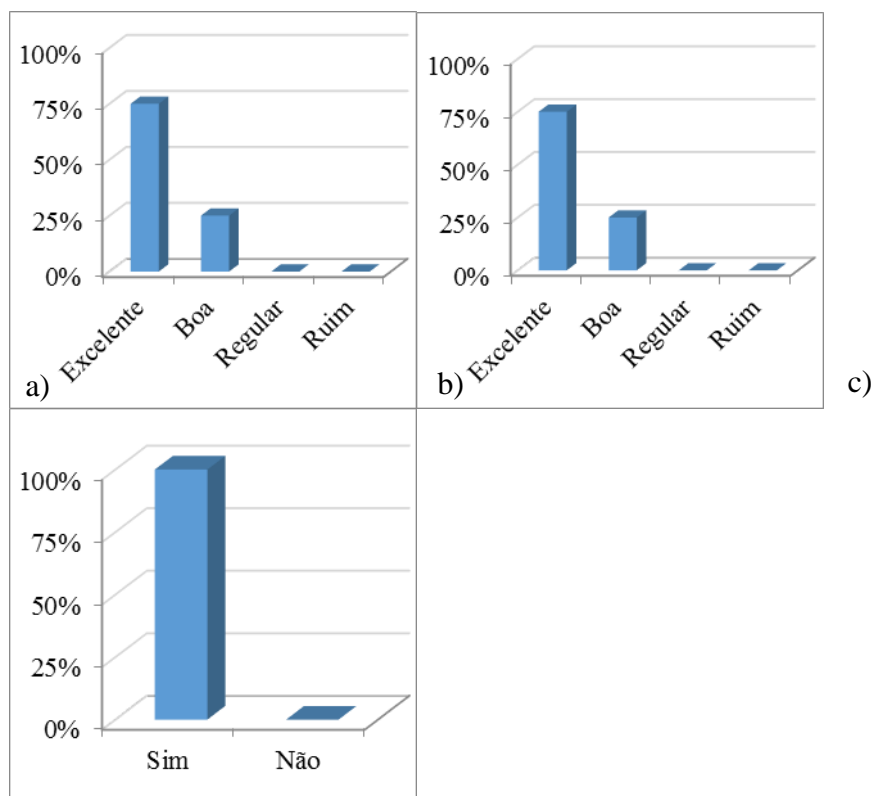 100%
75%
50%
25%
0%
Excelente
Boa
Regular
Ruim
a)
100%
75%
50%
25%
0%
Excelente
Boa
Regular
Ruim
b)
c)
100%
75%
50%
25%
0%
Sim
Não